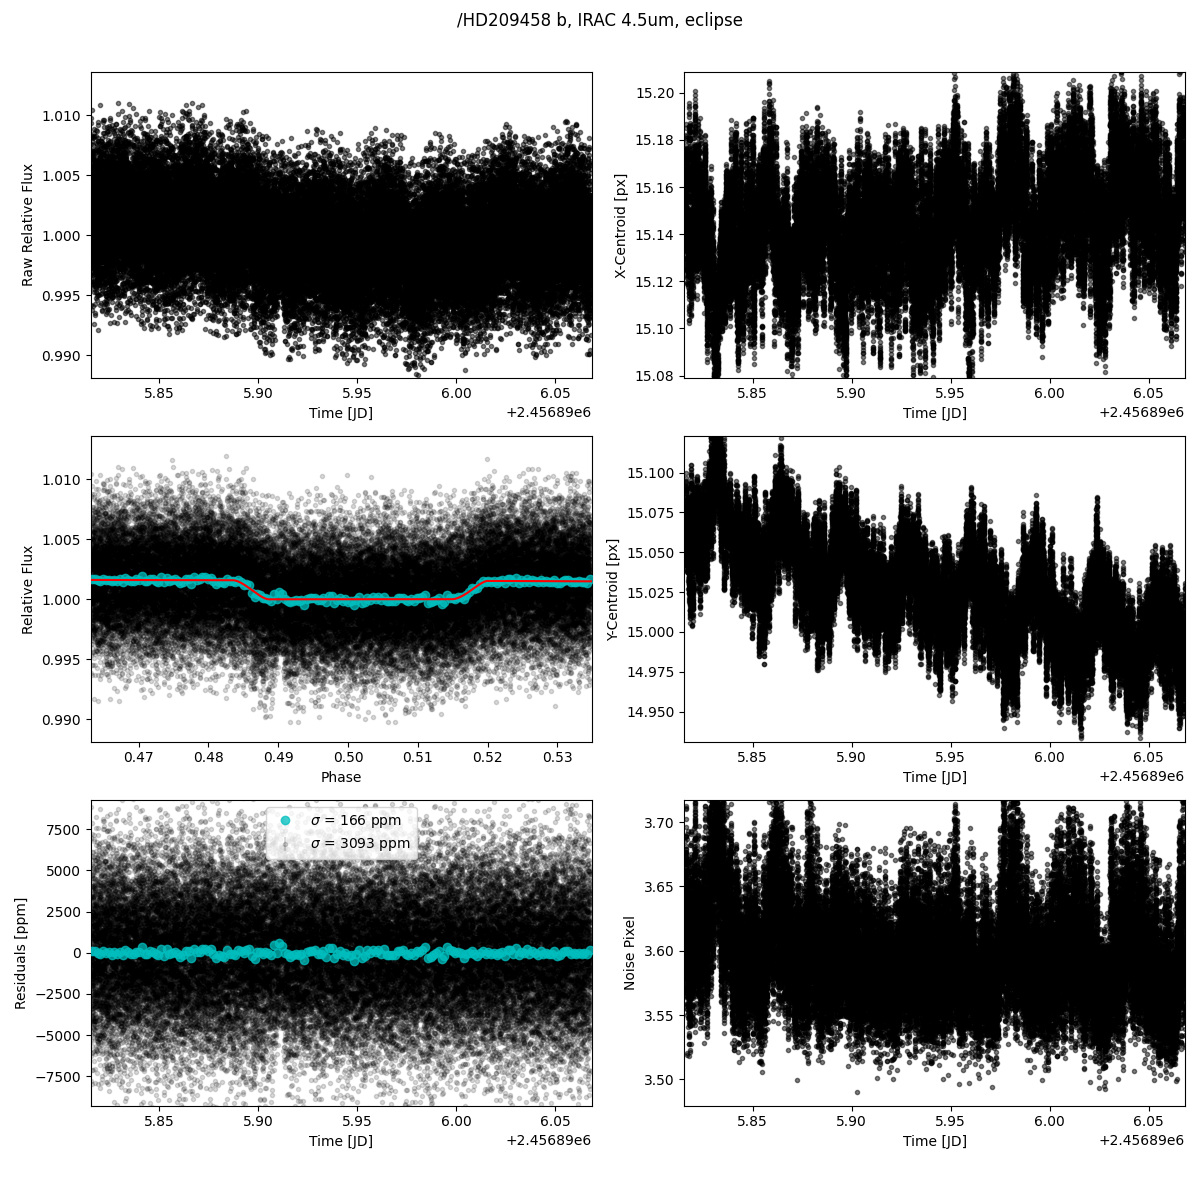 /HD209458 b, IRAC 4.5um, eclipse
1.010
1.005
1.000
0.995
0.990
Raw Relative Flux
5.85 5.90 5.95 6.00 6.05
Time [JD]
+2.45689e6
15.20
15.18
15.16
15.14
15.12
15.10
15.08
X-Centroid [px]
5.85 5.90 5.95 6.00 6.05
Time [JD]
+2.45689e6
1.010
1.005
1.000
0.995
0.990
Relative Flux
0.47 0.48 0.49 0.50 0.51 0.52 0.53
Phase
15.100
15.075
15.050
15.025
15.000
14.975
14.950
Y-Centroid [px]
5.85 5.90 5.95 6.00 6.05
Time [JD]
+2.45689e6
σ = 166 ppm
σ = 3093 ppm
7500
5000
2500
0
−2500
−5000
−7500
Residuals [ppm]
5.85 5.90 5.95 6.00 6.05
Time [JD]
+2.45689e6
3.70
3.65
3.60
3.55
3.50
Noise Pixel
5.85 5.90 5.95 6.00 6.05
Time [JD]
+2.45689e6